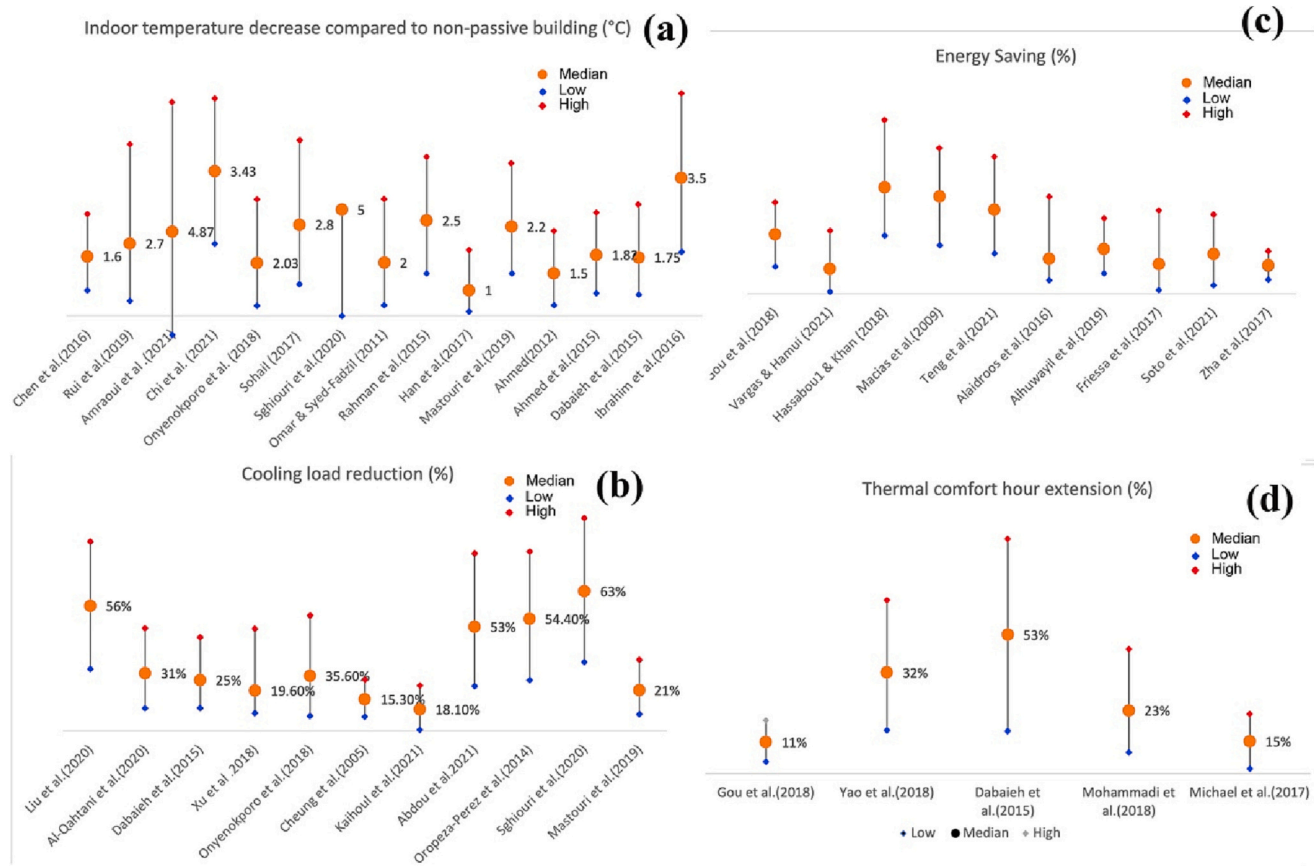 Indoor temperature decrease compared to non-passive building (°C)
(a)
Median
Low
High
1.6
2.7
4.87
3.43
2.03
2.8
5
2
2.5
1
2.2
1.5
1.87
1.75
3.5
Chen et al.(2016)
Rui et al.(2019)
Amraoui et al.(2021)
Chi et al. (2021)
Onyenokporo et al. (2018)
Sohail (2017)
Sghiouri et al.(2020)
Omar & Syed-Fadzil (2011)
Rahman et al.(2015)
Han et al.(2017)
Mastouri et al.(2019)
Ahmed(2012)
Ahmed et al.(2015)
Dabaieh et al.(2015)
Ibrahim et al.(2016)
(c)
Energy Saving (%)
Median
Low
High
et al.(2018)
Vargas & Hamui (2021)
Hassabou1 & Khan (2018)
Macias et al.(2009)
Teng et al.(2021)
Alaidroos et al.(2016)
Alhuwayil et al.(2019)
Friessa et al.(2017)
Soto et al.(2021)
Zha et al.(2017)
Cooling load reduction (%)
(b)
Median
Low
High
56%
31%
25%
19.60%
35.60%
15.30%
18.10%
53%
54.40%
63%
21%
Liu et al.(2020)
Al-Qahtani et al.(2020)
Dabaieh et al.(2015)
Xu et al .2018)
Onyenokporo et al.(2018)
Cheung et al.(2005)
Kaihoul et al.(2021)
Abdou et al.2021)
Oropeza-Perez et al.(2014)
Sghiouri et al.(2020)
Mastouri et al.(2019)
Thermal comfort hour extension (%)
(d)
Median
Low
High
11%
32%
53%
23%
15%
Gou et al.(2018)
Yao et al.(2018)
Dabaieh et
al.(2015)
Mohammadi et
al.(2018)
Michael et al.(2017)
Low Median High